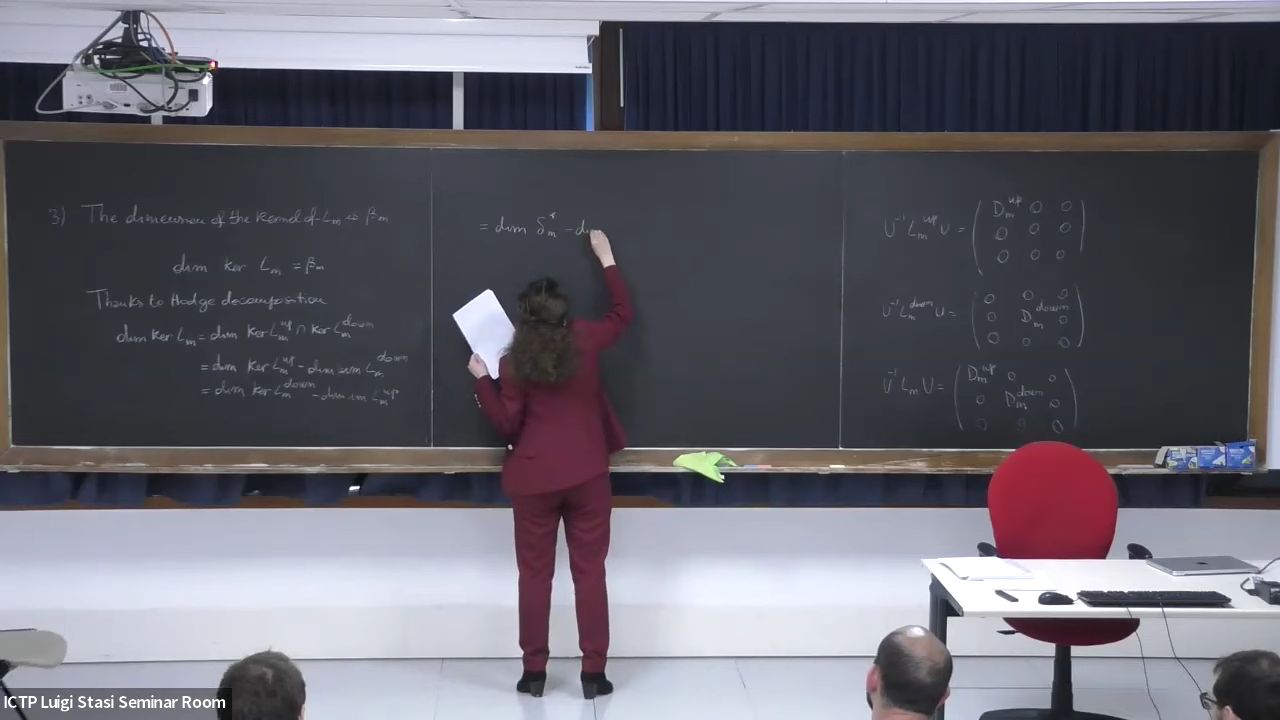 3) The dimension of the Kernel of L_m is β_m
dim ker L_m = β_m
Thanks to Hodge decomposition
dim ker L_m = dim ker L_m^up ∩ ker L_m^down
= dim ker L_m^up - dim im L_m^down
= dim ker L_m^down - dim im L_m^up
= dim δ_m^* - di
U^-1 L_m^up U = ( D_m^up 0 0
0 0 0
0 0 0 )
U^-1 L_m^down U = ( 0 0 0
0 D_m^down 0
0 0 0 )
U^-1 L_m U = ( D_m^up 0 0
0 D_m^down 0
0 0 0 )
ICTP Luigi Stasi Seminar Room